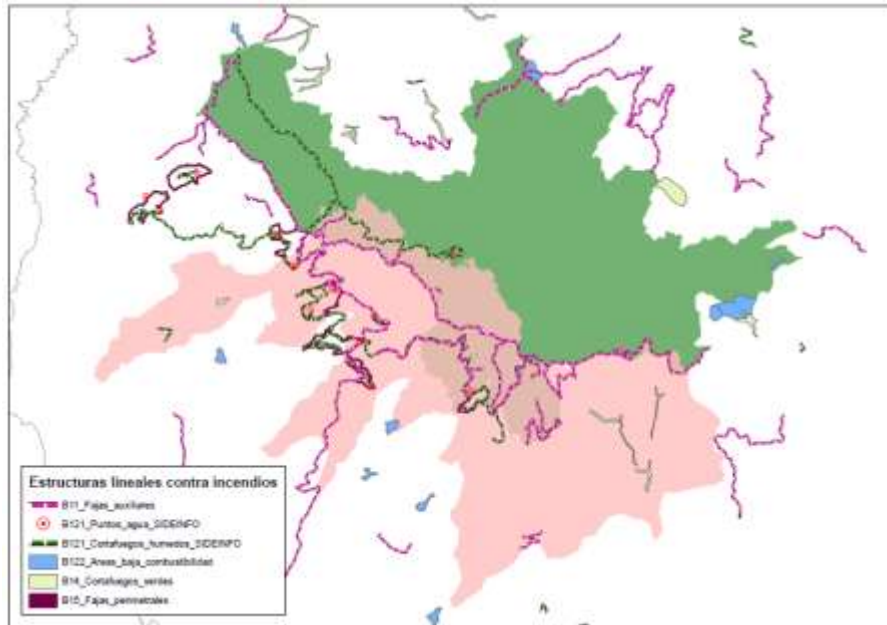 Estructuras lineales contra incendios
B11_Fajas_auxiliares
B121_Puntos_agua_SIDEINFO
B121_Cortafuegos_humedos_SIDEINFO
B122_Areas_baja_combustibilidad
B14_Cortafuegos_verdes
B15_Fajas_perimetrales